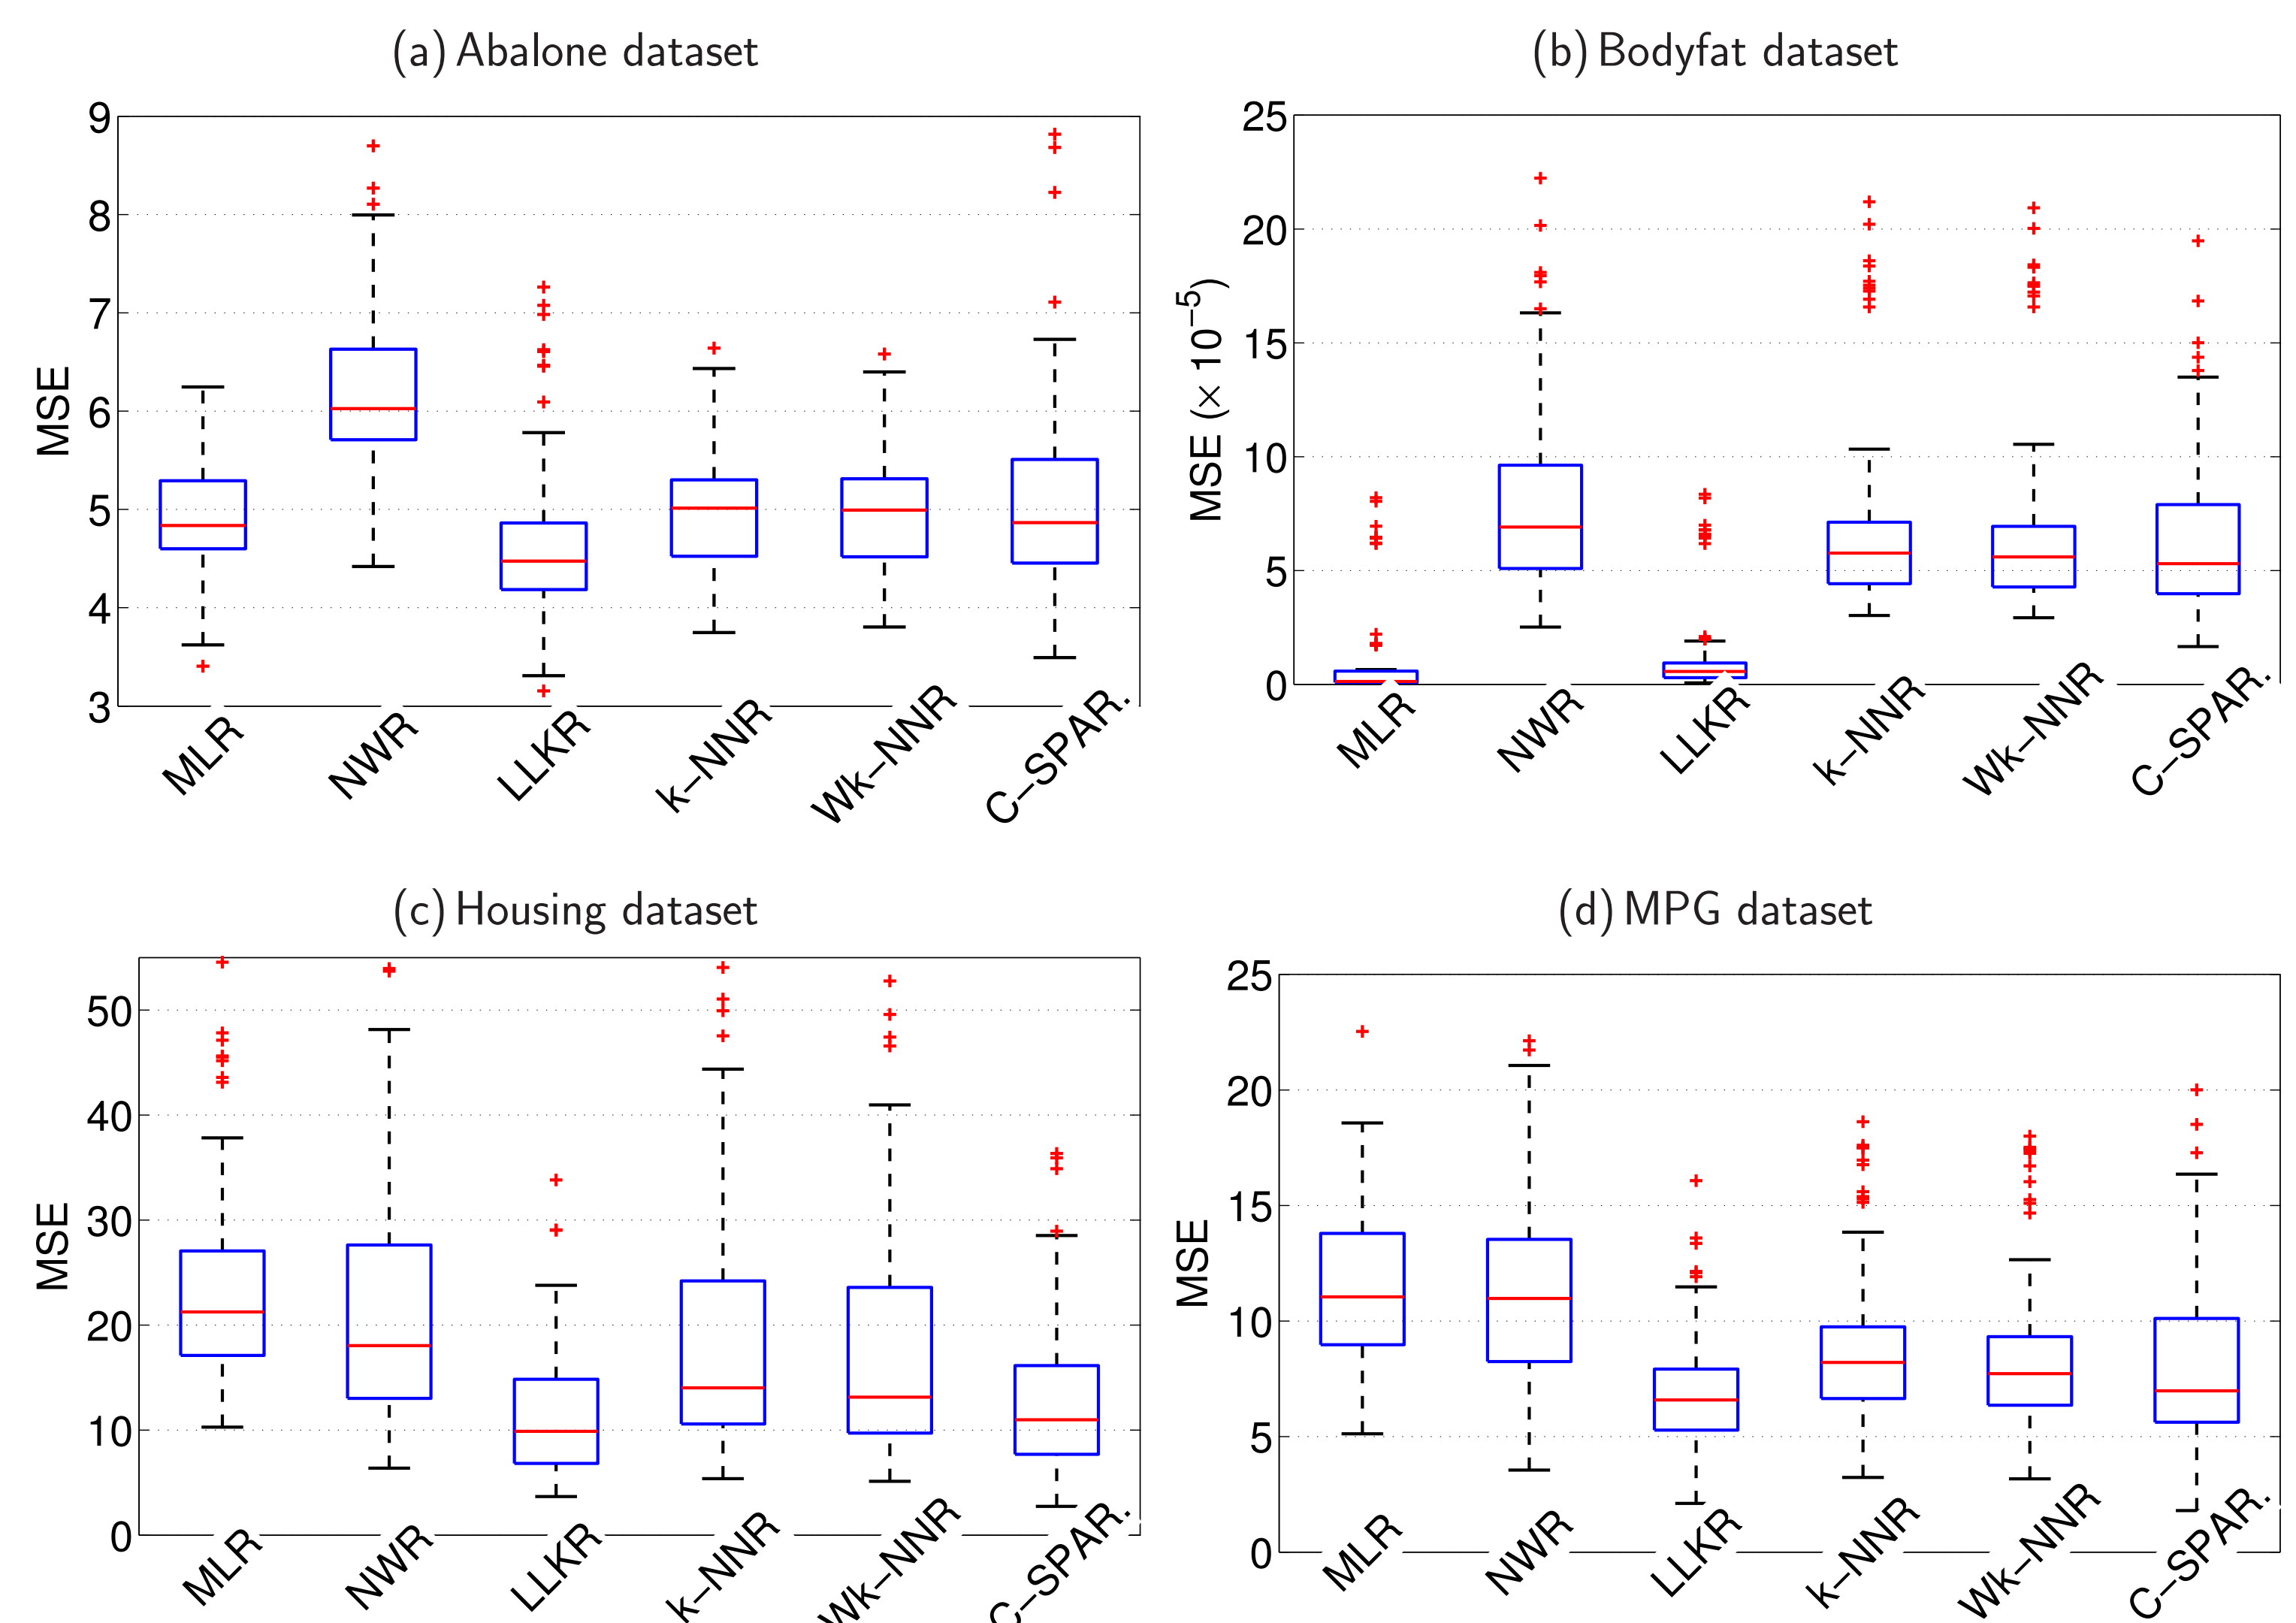 (a) Abalone dataset
9
8
7
6
5
4
3
MSE
MLR
NWR
LLKR
k–NNR
Wk–NNR
C–SPAR.
(b) Bodyfat dataset
25
20
15
10
5
0
MSE (× 10⁻⁵)
MLR
NWR
LLKR
k–NNR
Wk–NNR
C–SPAR.
(c) Housing dataset
50
40
30
20
10
0
MSE
MLR
NWR
LLKR
k–NNR
Wk–NNR
C–SPAR.
(d) MPG dataset
25
20
15
10
5
0
MSE
MLR
NWR
LLKR
k–NNR
Wk–NNR
C–SPAR.